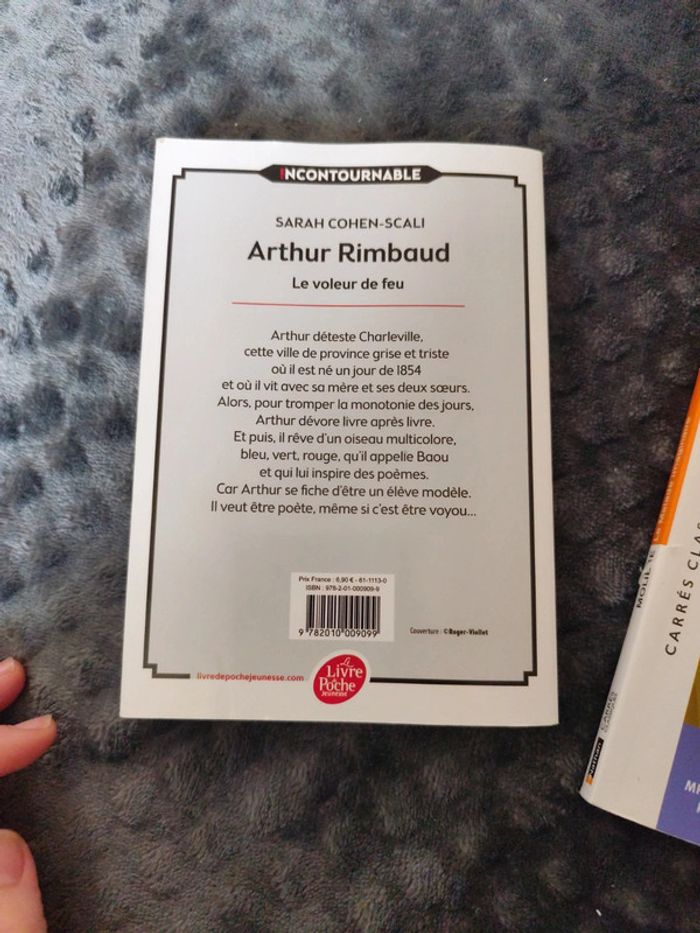 INCONTOURNABLE
SARAH COHEN-SCALI
Arthur Rimbaud
Le voleur de feu
Arthur déteste Charleville,
cette ville de province grise et triste
où il est né un jour de 1854
et où il vit avec sa mère et ses deux sœurs.
Alors, pour tromper la monotonie des jours,
Arthur dévore livre après livre.
Et puis, il rêve d'un oiseau multicolore,
bleu, vert, rouge, qu'il appelle Baou
et qui lui inspire des poèmes.
Car Arthur se fiche d'être un élève modèle.
Il veut être poète, même si c'est être voyou...
Prix France : 6,90 € - 61-1113-0
ISBN : 978-2-01-000909-9
9 782010 009099
Couverture : ©Roger-Viollet
livredepochejeunesse.com
Le
Livre
de
Poche
Jeunesse
CARRÉS CLAS
MOLIÈRE
Nathan